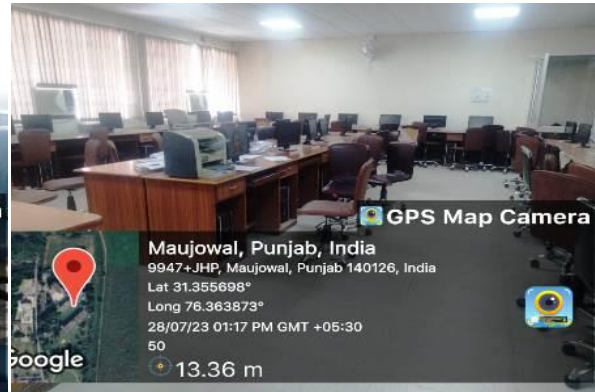 GPS Map Camera
Maujowal, Punjab, India
9947+JHP, Maujowal, Punjab 140126, India
Lat 31.355698°
Long 76.363873°
28/07/23 01:17 PM GMT +05:30
50
13.36 m
Google